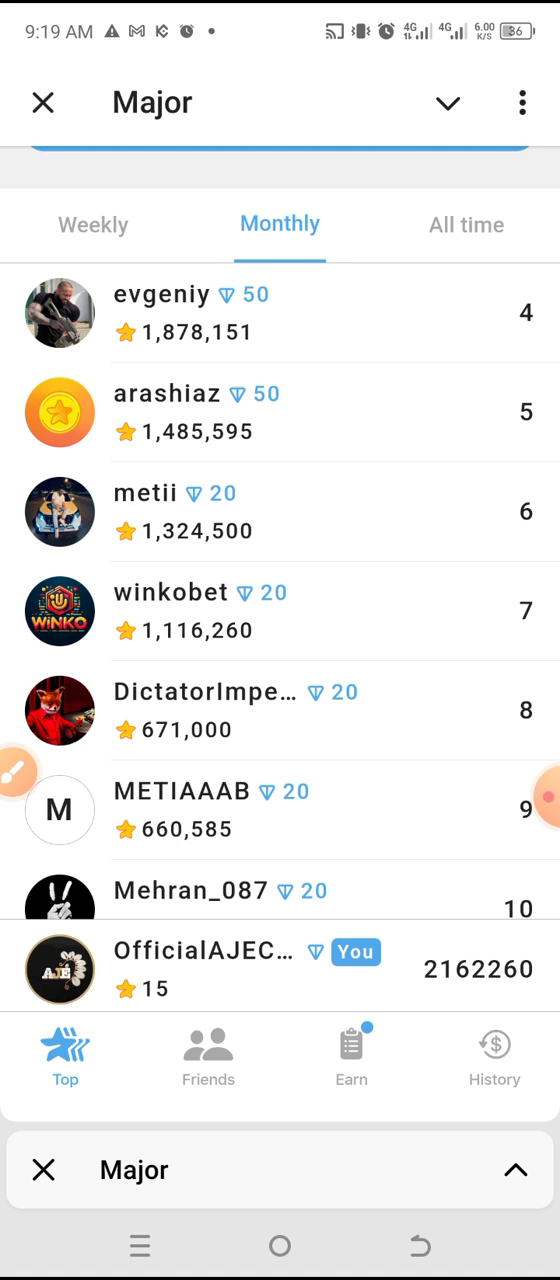 9:19 AM
4G 4G 6.00 K/S 36
Major
Weekly Monthly All time
evgeniy 50
1,878,151
4
arashiaz 50
1,485,595
5
metii 20
1,324,500
6
WiNKO
winkobet 20
1,116,260
7
DictatorImpe... 20
671,000
8
M
METIAAAB 20
660,585
9
Mehran_087 20
10
AJE
OfficialAJEC... You
15
2162260
Top Friends Earn History
Major